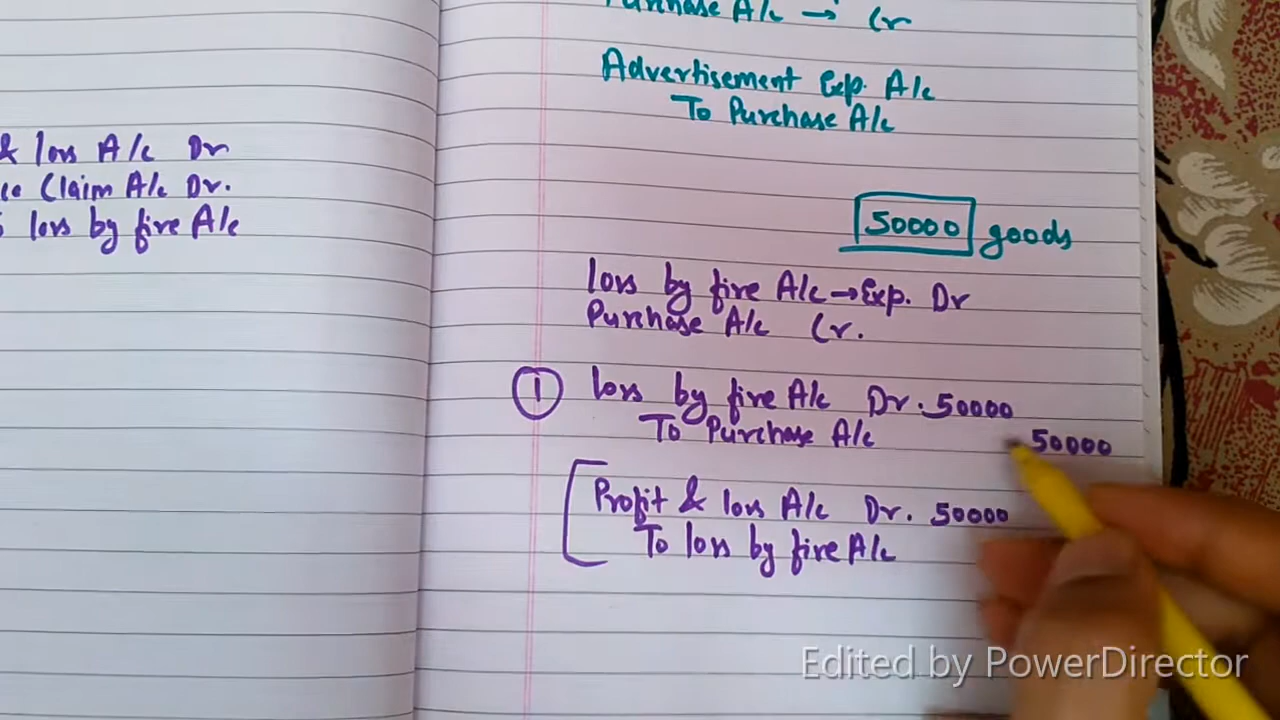 & loss A/c Dr
Claim A/c Dr.
loss by fire A/c
Purchase A/c → Cr
Advertisement Exp. A/c
To Purchase A/c
50000 goods
loss by fire A/c → Exp. Dr
Purchase A/c Cr.
1 loss by fire A/c Dr. 50000
To Purchase A/c 50000
Profit & loss A/c Dr. 50000
To loss by fire A/c
Edited by PowerDirector